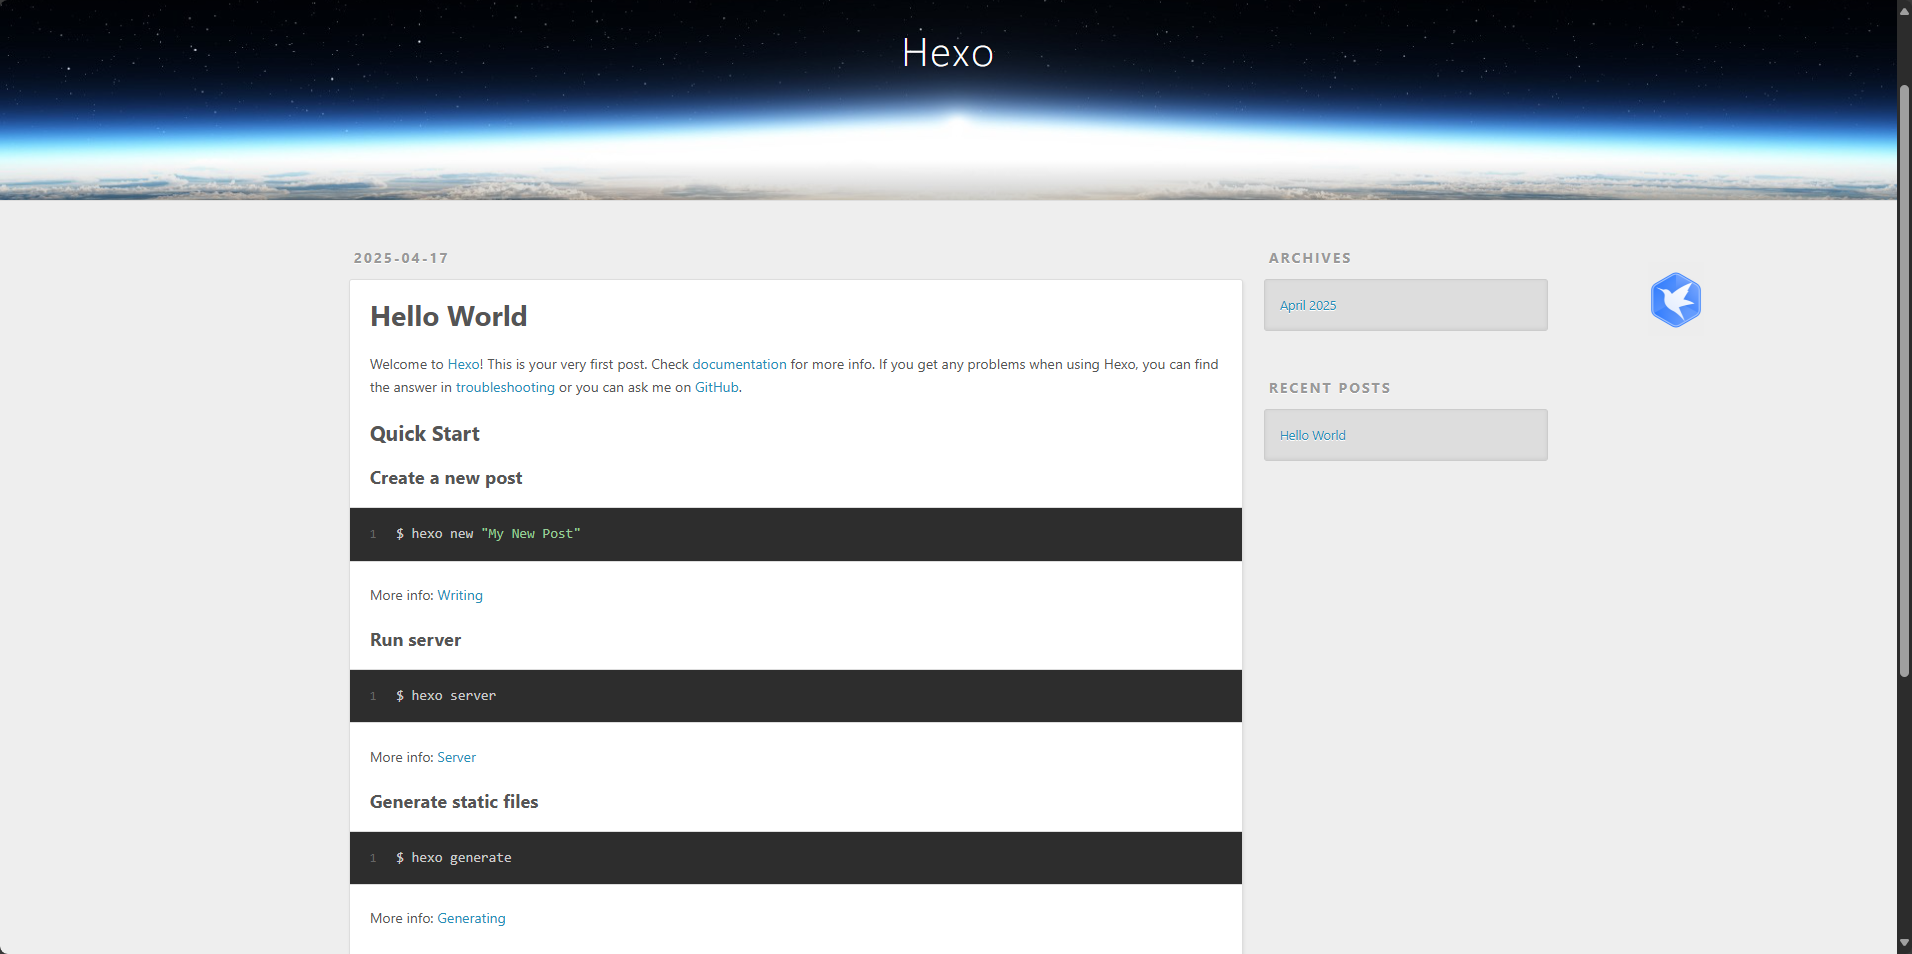 Hexo
2025-04-17
Hello World
Welcome to Hexo! This is your very first post. Check documentation for more info. If you get any problems when using Hexo, you can find
the answer in troubleshooting or you can ask me on GitHub.
Quick Start
Create a new post
1 $ hexo new "My New Post"
More info: Writing
Run server
1 $ hexo server
More info: Server
Generate static files
1 $ hexo generate
More info: Generating
ARCHIVES
April 2025
RECENT POSTS
Hello World